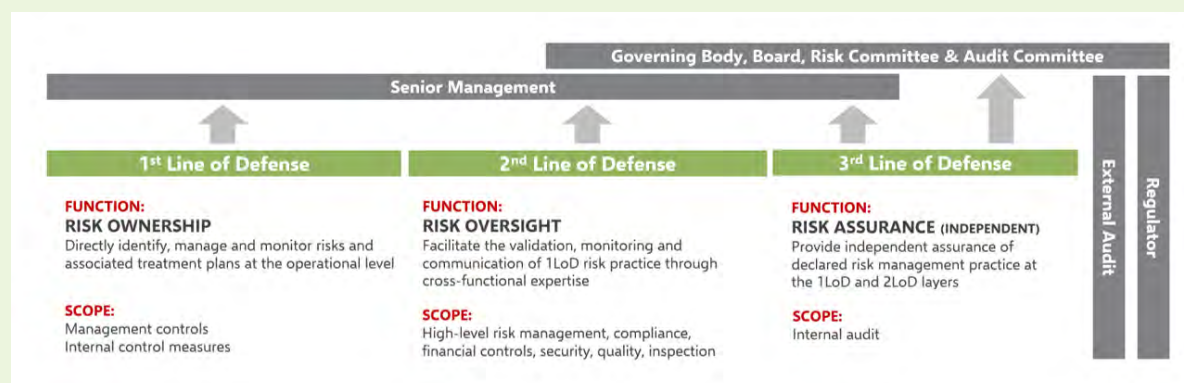 Governing Body, Board, Risk Committee & Audit Committee
Senior Management
1st Line of Defense
FUNCTION:
RISK OWNERSHIP
Directly identify, manage and monitor risks and
associated treatment plans at the operational level
SCOPE:
Management controls
Internal control measures
2nd Line of Defense
FUNCTION:
RISK OVERSIGHT
Facilitate the validation, monitoring and
communication of 1LoD risk practice through
cross-functional expertise
SCOPE:
High-level risk management, compliance,
financial controls, security, quality, inspection
3rd Line of Defense
FUNCTION:
RISK ASSURANCE (INDEPENDENT)
Provide independent assurance of
declared risk management practice at
the 1LoD and 2LoD layers
SCOPE:
Internal audit
External Audit
Regulator